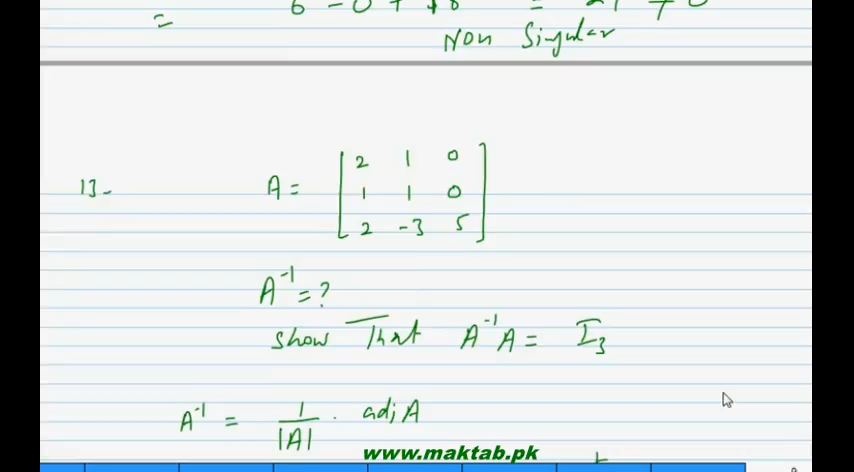 =
Non Singular
13- A = [ 2 1 0
1 1 0
2 -3 5 ]
A⁻¹ = ?
Show That A⁻¹A = I₃
A⁻¹ = 1/|A| . adj A
www.maktab.pk